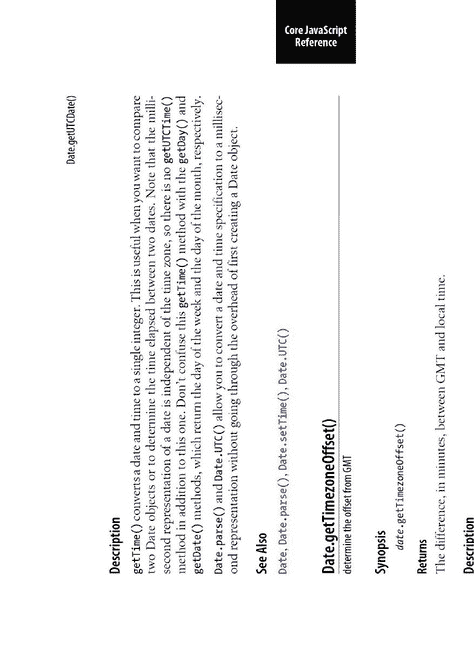 Core JavaScript
Reference
Date.getUTCDate()
Description
getTime() converts a date and time to a single integer. This is useful when you want to compare
two Date objects or to determine the time elapsed between two dates. Note that the milli-
second representation of a date is independent of the time zone, so there is no getUTCTime()
method in addition to this one. Don't confuse this getTime() method with the getDay() and
getDate() methods, which return the day of the week and the day of the month, respectively.
Date.parse() and Date.UTC() allow you to convert a date and time specification to a millisec-
ond representation without going through the overhead of first creating a Date object.
See Also
Date, Date.parse(), Date.setTime(), Date.UTC()
Date.getTimezoneOffset()
determine the offset from GMT
Synopsis
date.getTimezoneOffset()
Returns
The difference, in minutes, between GMT and local time.
Description